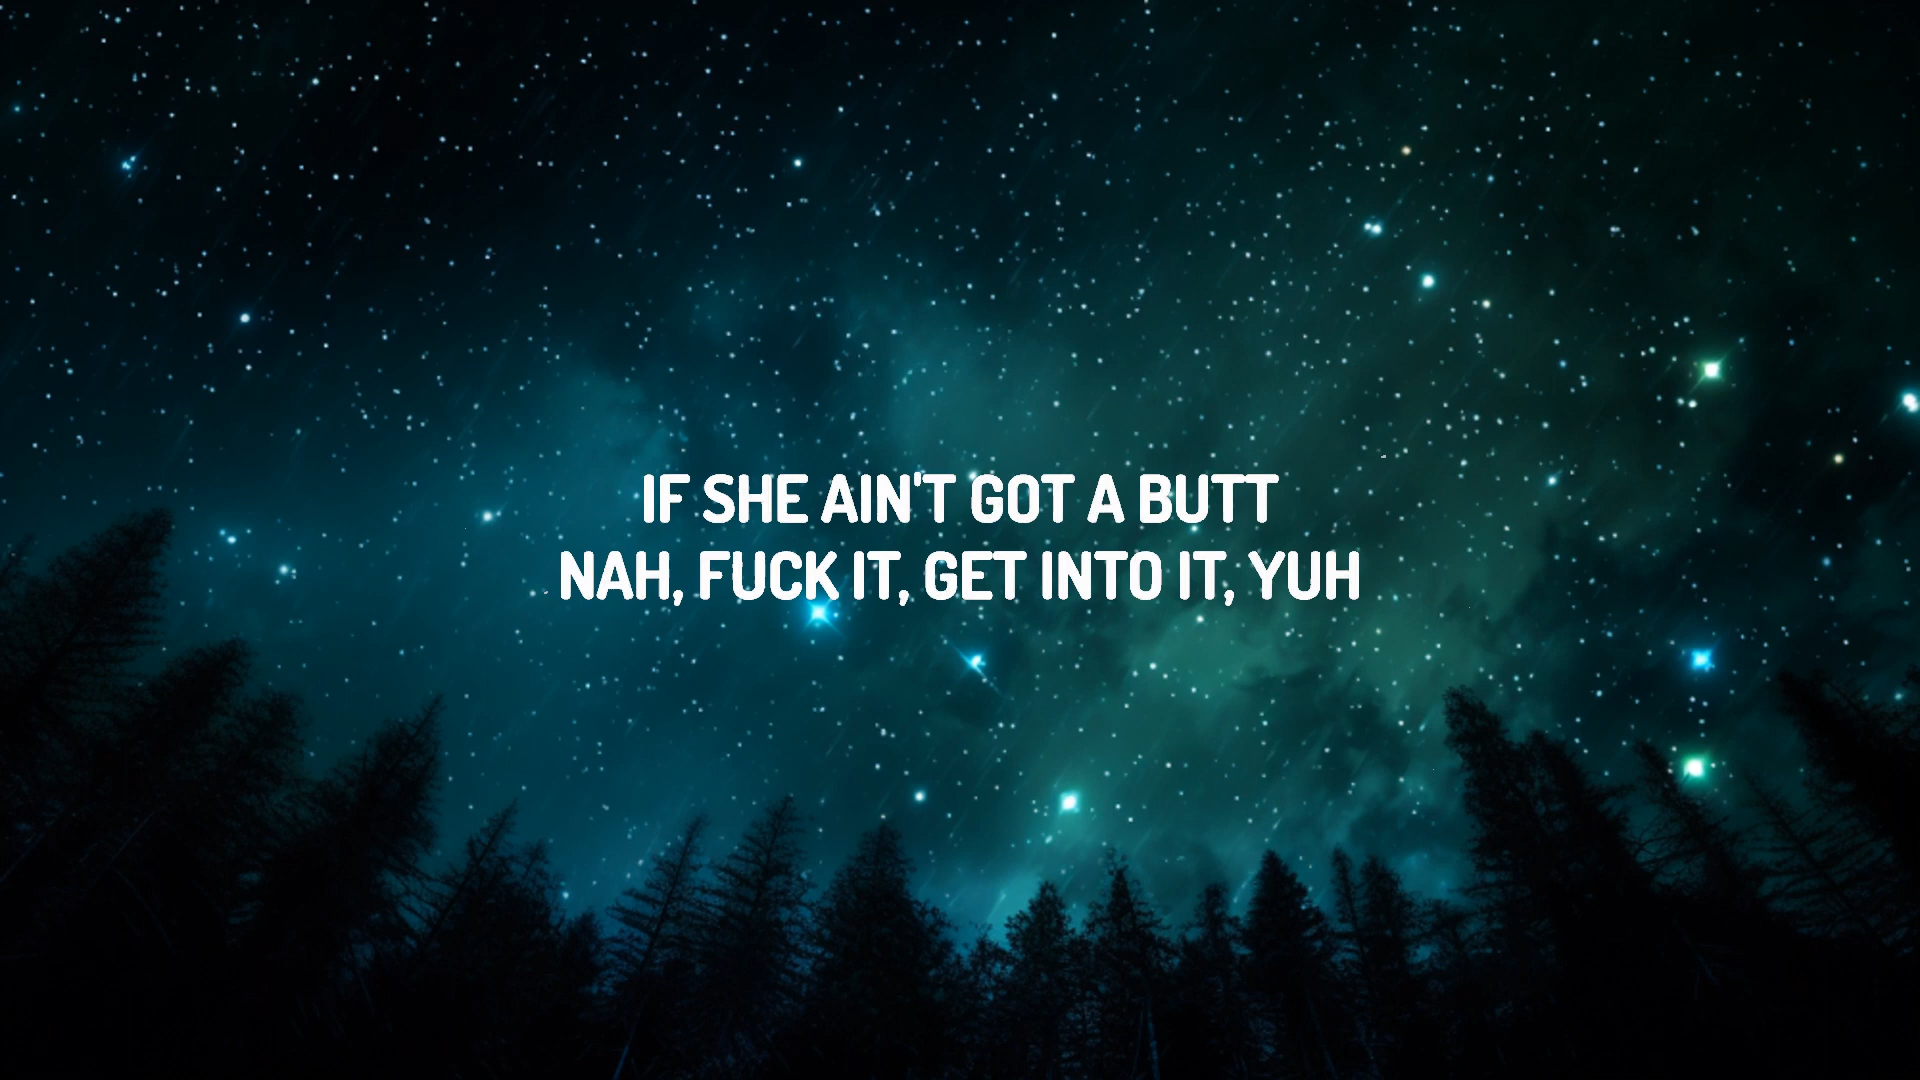 IF SHE AIN'T GOT A BUTT
NAH, FUCK IT, GET INTO IT, YUH